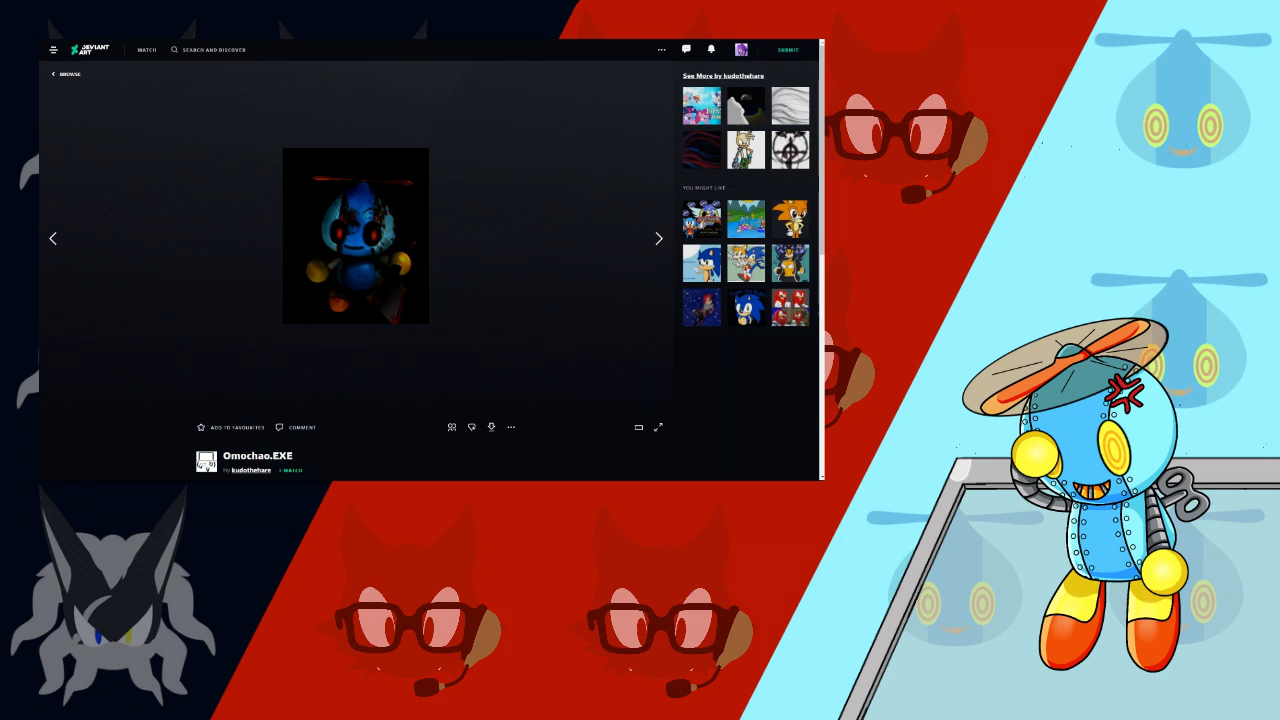 DEVIANT ART
WATCH
SEARCH AND DISCOVER
SUBMIT
BROWSE
See More by kudothehare
YOU MIGHT LIKE ...
ADD TO FAVOURITES
COMMENT
Omochao.EXE
by kudothehare
+ WATCH